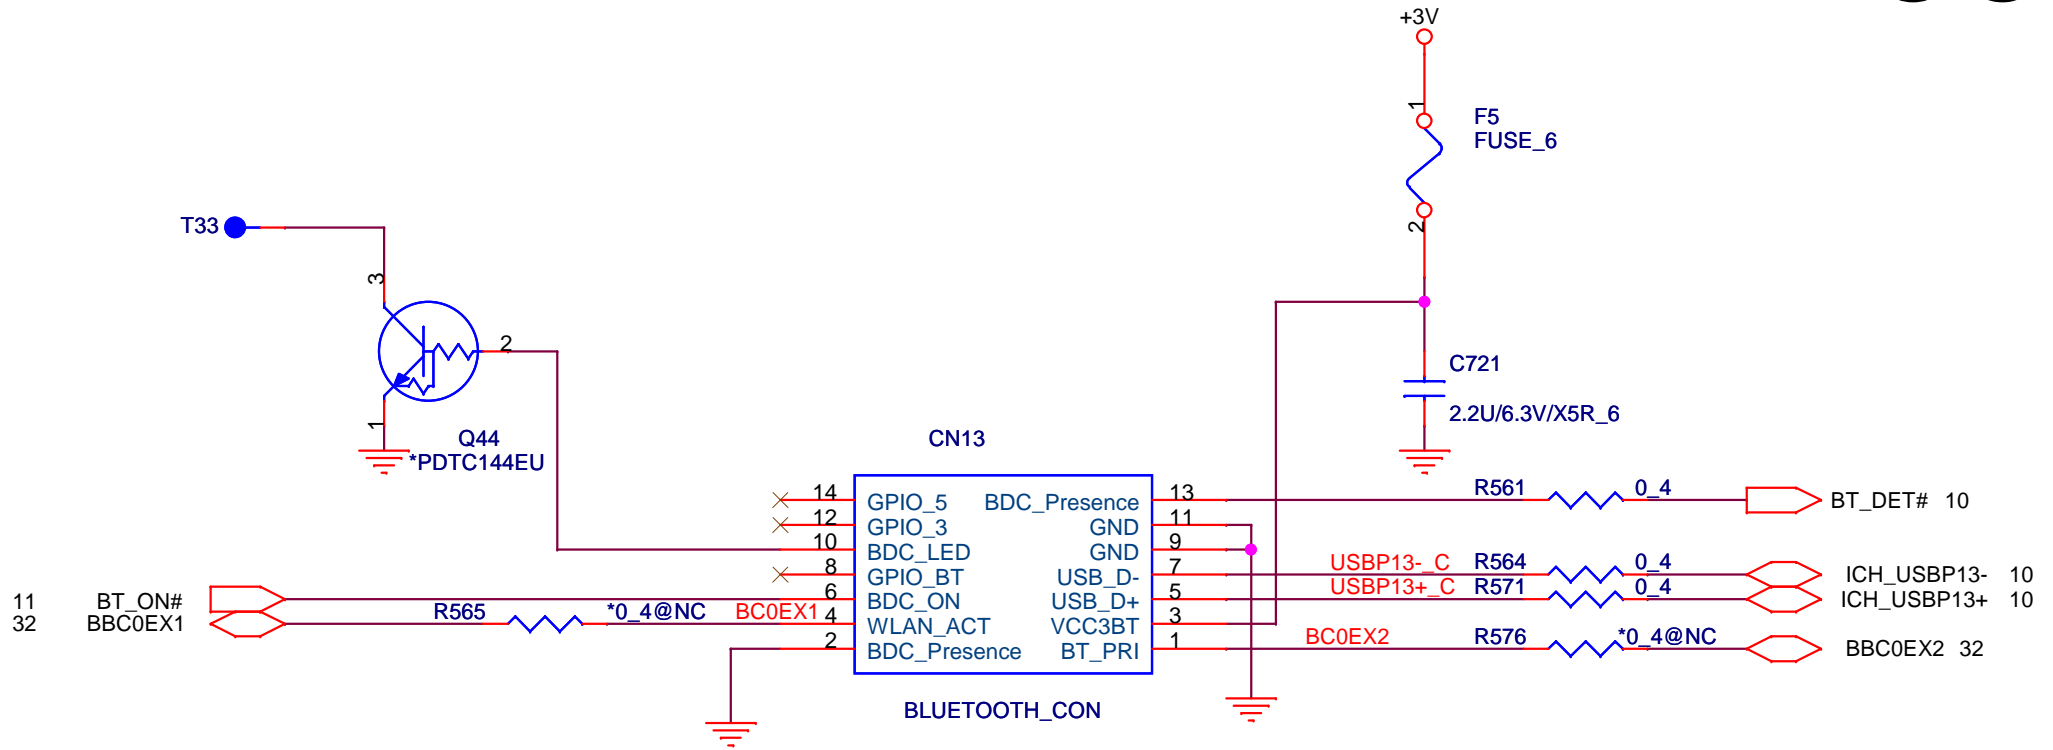 +3V
1
F5
FUSE_6
2
T33
3
2
1
Q44
*PDTC144EU
C721
2.2U/6.3V/X5R_6
CN13
14 GPIO_5 BDC_Presence 13 R561 0_4 BT_DET# 10
12 GPIO_3 GND 11
10 BDC_LED GND 9
8 GPIO_BT USB_D- 7 USBP13-_C R564 0_4 ICH_USBP13- 10
11 BT_ON# 6 BDC_ON USB_D+ 5 USBP13+_C R571 0_4 ICH_USBP13+ 10
32 BBC0EX1 R565 *0_4@NC BC0EX1 4 WLAN_ACT VCC3BT 3
2 BDC_Presence BT_PRI 1 BC0EX2 R576 *0_4@NC BBC0EX2 32
BLUETOOTH_CON